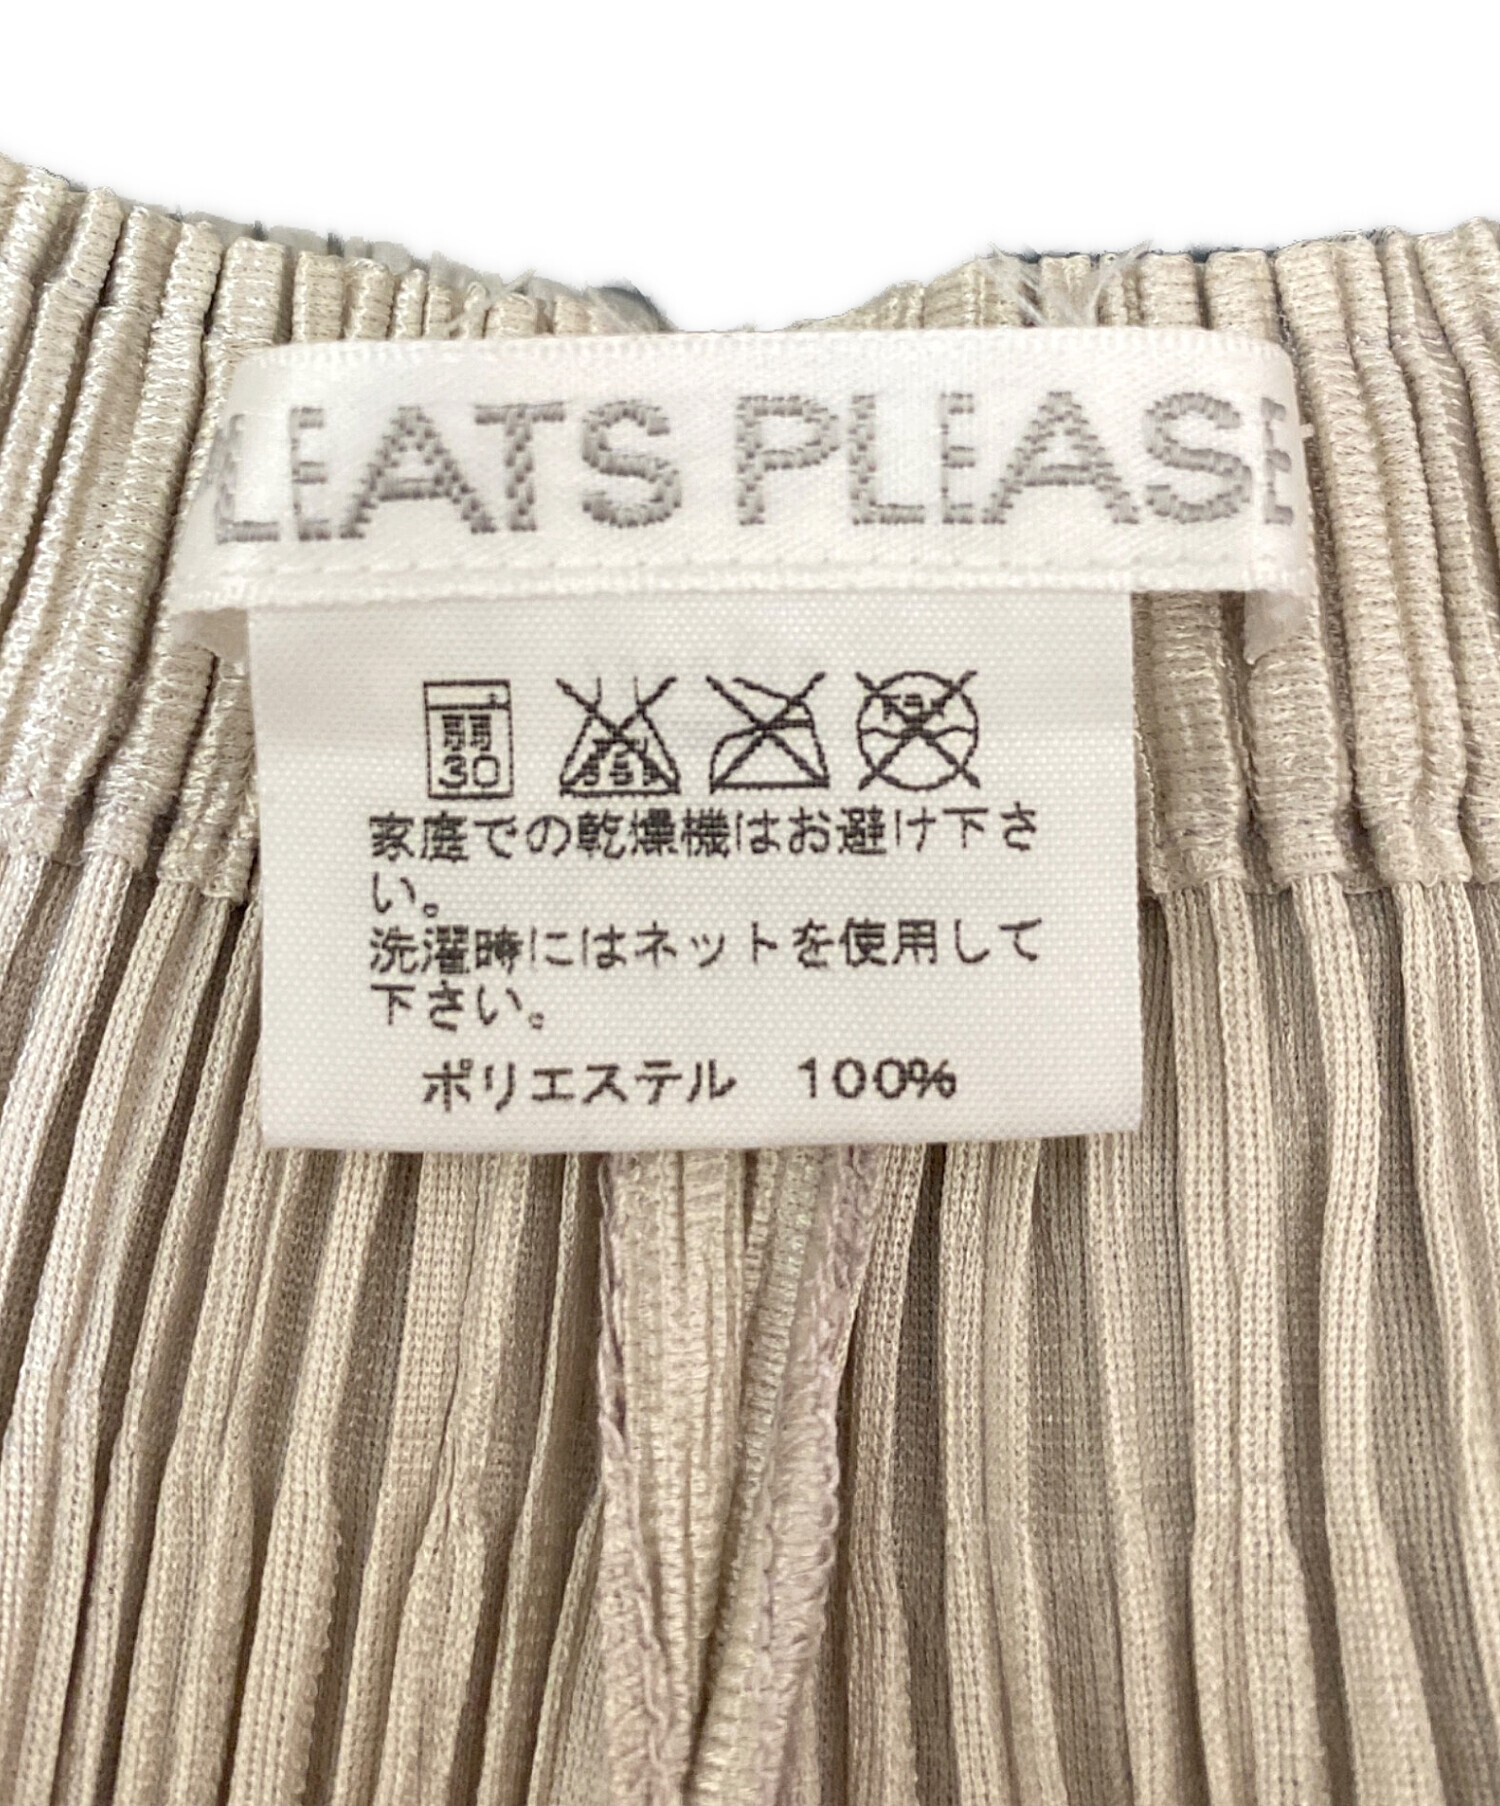 LEATS PLEASE
弱
30
家庭での乾燥機はお避け下さ
い。
洗濯時にはネットを使用して
下さい。
ポリエステル 100%